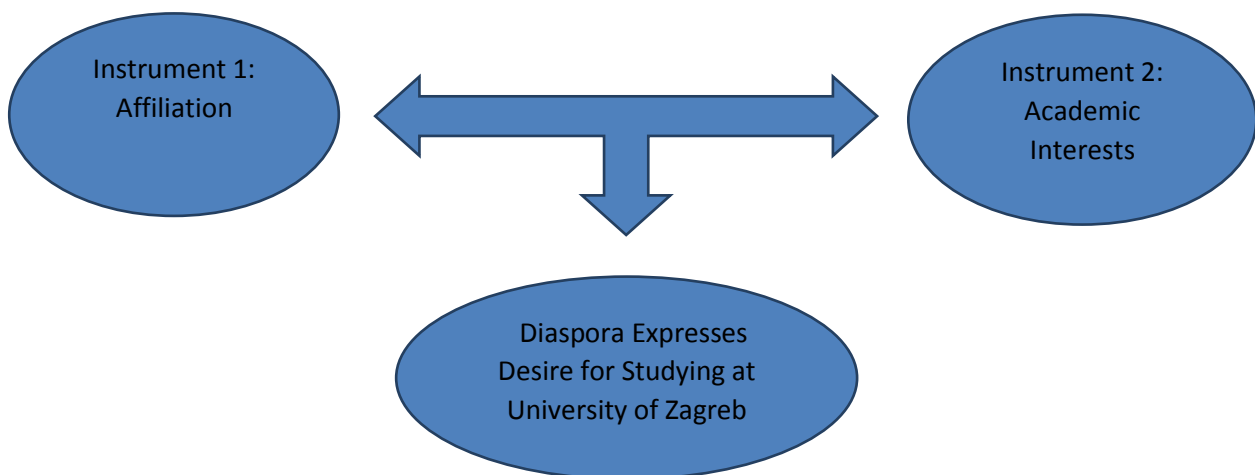 Instrument 1:
Affiliation
Instrument 2:
Academic
Interests
Diaspora Expresses
Desire for Studying at
University of Zagreb